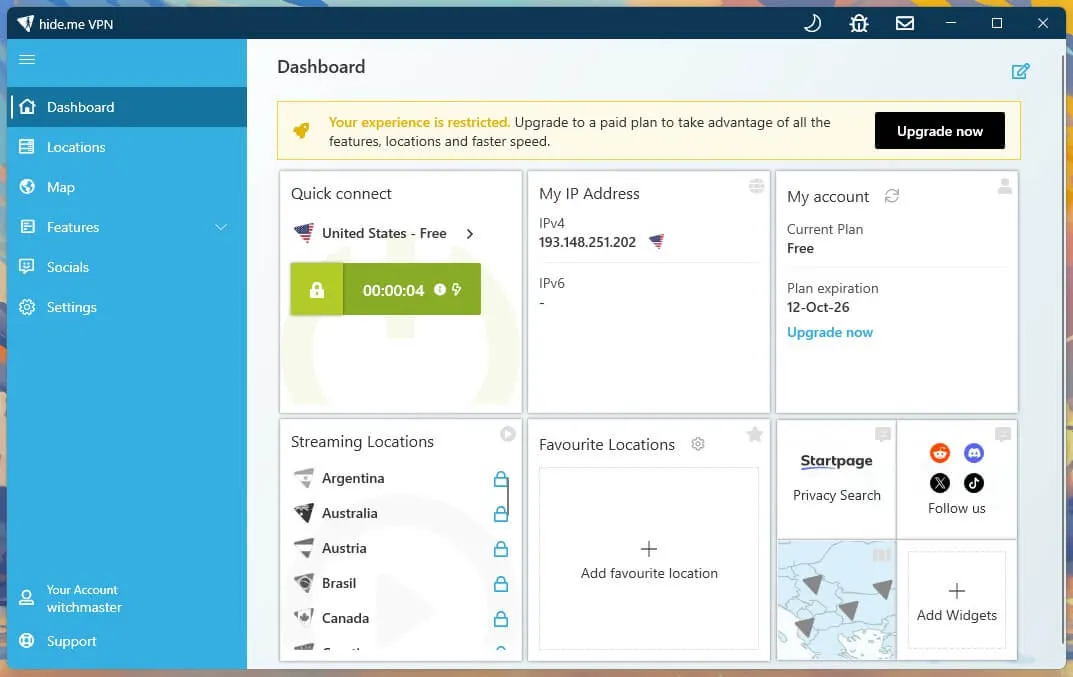 hide.me VPN
Dashboard
Locations
Map
Features
Socials
Settings
Your Account
witchmaster
Support
Dashboard
Your experience is restricted. Upgrade to a paid plan to take advantage of all the
features, locations and faster speed.
Upgrade now
Quick connect
United States - Free
00:00:04
My IP Address
IPv4
193.148.251.202
IPv6
-
My account
Current Plan
Free
Plan expiration
12-Oct-26
Upgrade now
Streaming Locations
Argentina
Australia
Austria
Brasil
Canada
Favourite Locations
Add favourite location
Startpage
Privacy Search
Follow us
Add Widgets